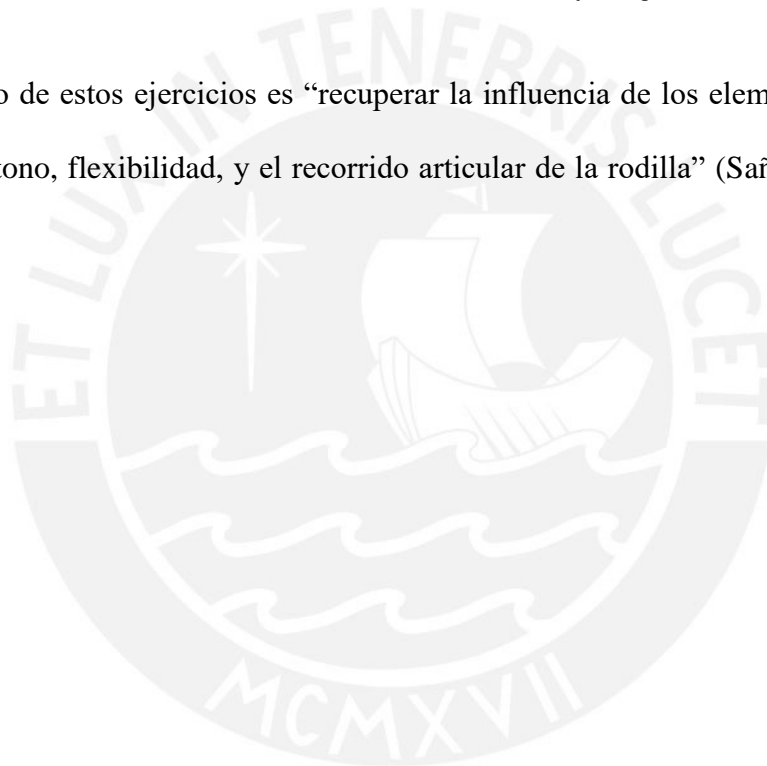 o de estos ejercicios es “recuperar la influencia de los elem
tono, flexibilidad, y el recorrido articular de la rodilla” (Sañ
ET LUX IN TENEBRIS LUCET
MCMXVII